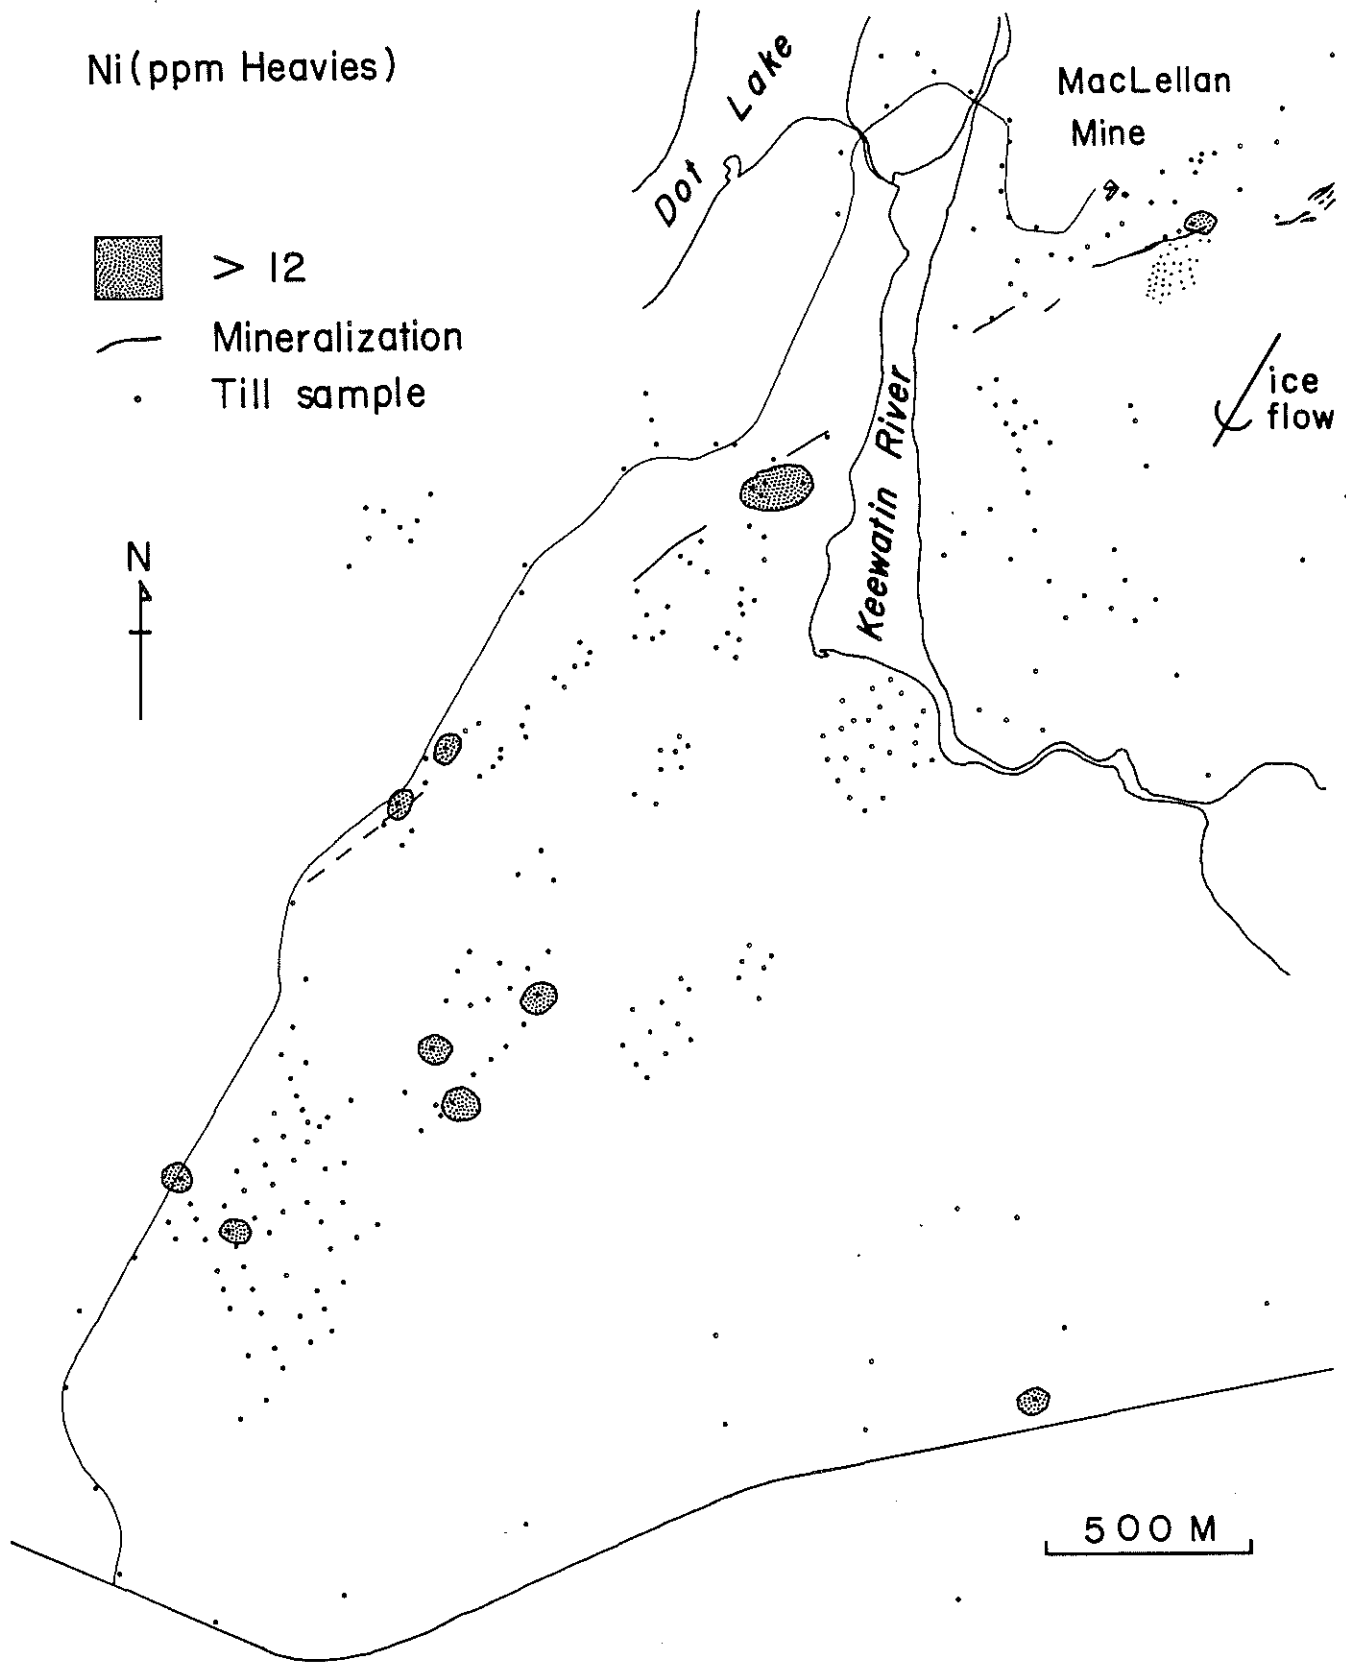 Ni (ppm Heavies)
Dot Lake
MacLellan
Mine
> 12
Mineralization
Till sample
ice
flow
Keewatin River
N
500 M